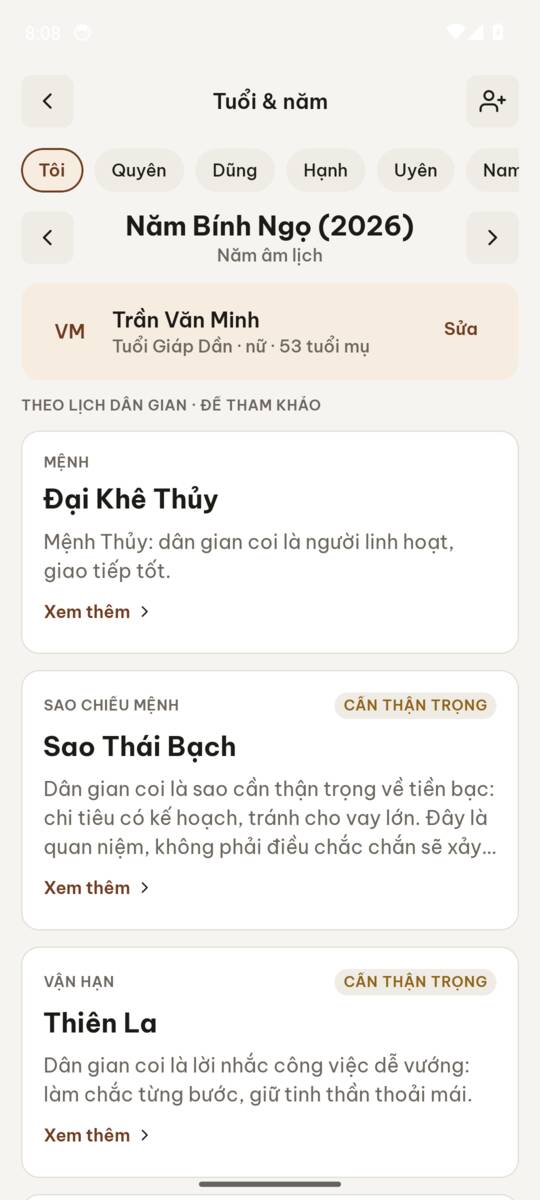 8:08
Tuổi & năm
Tôi
Quyên
Dũng
Hạnh
Uyên
Nam
Năm Bính Ngọ (2026)
Năm âm lịch
VM
Trần Văn Minh
Tuổi Giáp Dần · nữ · 53 tuổi mụ
Sửa
THEO LỊCH DÂN GIAN · ĐỂ THAM KHẢO
MỆNH
Đại Khê Thủy
Mệnh Thủy: dân gian coi là người linh hoạt,
giao tiếp tốt.
Xem thêm
SAO CHIẾU MỆNH
CẨN THẬN TRỌNG
Sao Thái Bạch
Dân gian coi là sao cần thận trọng về tiền bạc:
chi tiêu có kế hoạch, tránh cho vay lớn. Đây là
quan niệm, không phải điều chắc chắn sẽ xảy...
Xem thêm
VẬN HẠN
CẦN THẬN TRỌNG
Thiên La
Dân gian coi là lời nhắc công việc dễ vướng:
làm chắc từng bước, giữ tinh thần thoải mái.
Xem thêm